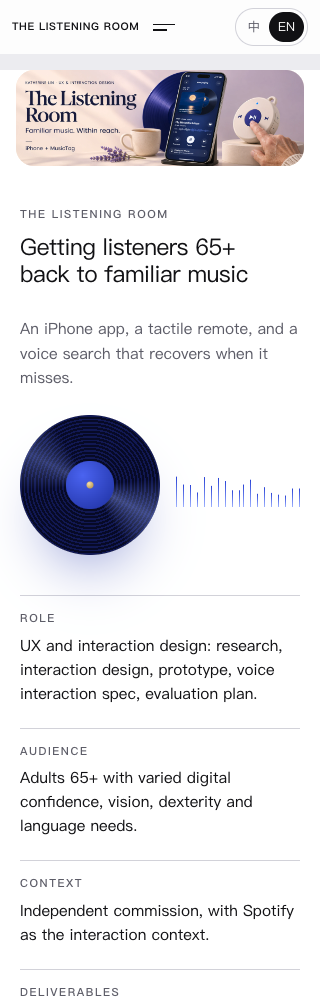 THE LISTENING ROOM
中 EN
The Listening
Room
Familiar music. Within reach.
iPhone + MusicTag
THE LISTENING ROOM
Getting listeners 65+
back to familiar music
An iPhone app, a tactile remote, and a
voice search that recovers when it
misses.
ROLE
UX and interaction design: research,
interaction design, prototype, voice
interaction spec, evaluation plan.
AUDIENCE
Adults 65+ with varied digital
confidence, vision, dexterity and
language needs.
CONTEXT
Independent commission, with Spotify
as the interaction context.
DELIVERABLES